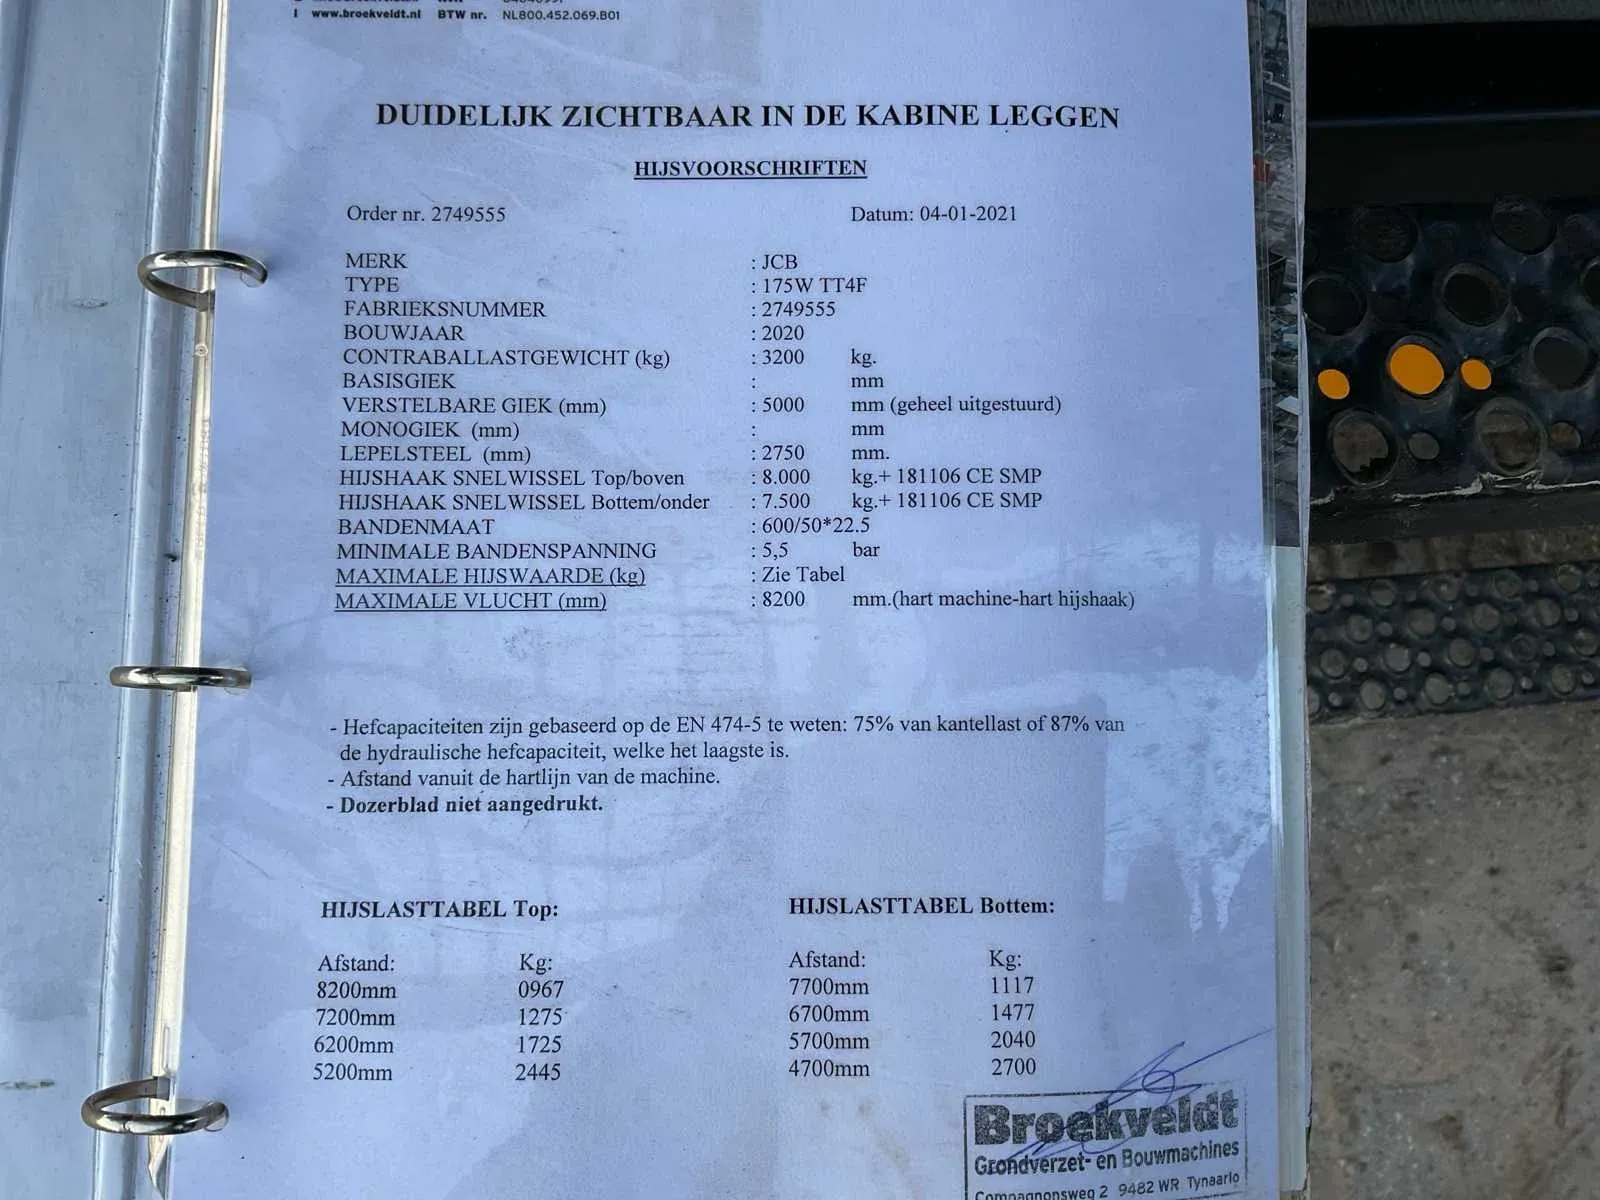 I www.broekveldt.nl BTW nr. NL800.452.069.B01
DUIDELIJK ZICHTBAAR IN DE KABINE LEGGEN
HIJSVOORSCHRIFTEN
Order nr. 2749555 Datum: 04-01-2021
MERK : JCB
TYPE : 175W TT4F
FABRIEKSNUMMER : 2749555
BOUWJAAR : 2020
CONTRABALLASTGEWICHT (kg) : 3200 kg.
BASISGIEK : mm
VERSTELBARE GIEK (mm) : 5000 mm (geheel uitgestuurd)
MONOGIEK (mm) : mm
LEPELSTEEL (mm) : 2750 mm.
HIJSHAAK SNELWISSEL Top/boven : 8.000 kg.+ 181106 CE SMP
HIJSHAAK SNELWISSEL Bottem/onder : 7.500 kg.+ 181106 CE SMP
BANDENMAAT : 600/50*22.5
MINIMALE BANDENSPANNING : 5,5 bar
MAXIMALE HIJSWAARDE (kg) : Zie Tabel
MAXIMALE VLUCHT (mm) : 8200 mm.(hart machine-hart hijshaak)
- Hefcapaciteiten zijn gebaseerd op de EN 474-5 te weten: 75% van kantellast of 87% van
de hydraulische hefcapaciteit, welke het laagste is.
- Afstand vanuit de hartlijn van de machine.
- Dozerblad niet aangedrukt.
HIJSLASTTABEL Top: HIJSLASTTABEL Bottem:
Afstand: Kg: Afstand: Kg:
8200mm 0967 7700mm 1117
7200mm 1275 6700mm 1477
6200mm 1725 5700mm 2040
5200mm 2445 4700mm 2700
Broekveldt
Grondverzet- en Bouwmachines
Compagnonsweg 2 9482 WR Tynaarlo